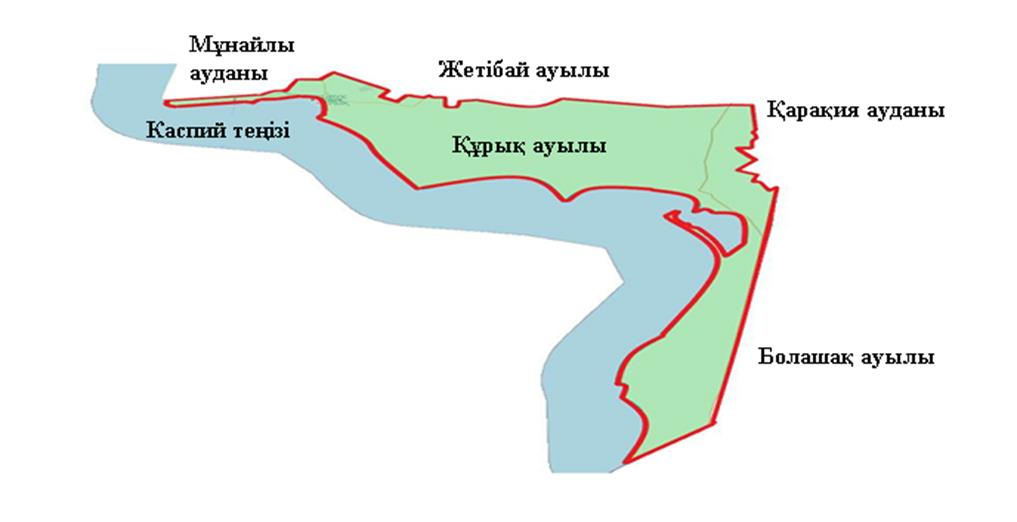 Мұнайлы
ауданы
Жетібай ауылы
Қарақия ауданы
Каспий теңізі
Құрық ауылы
Болашақ ауылы